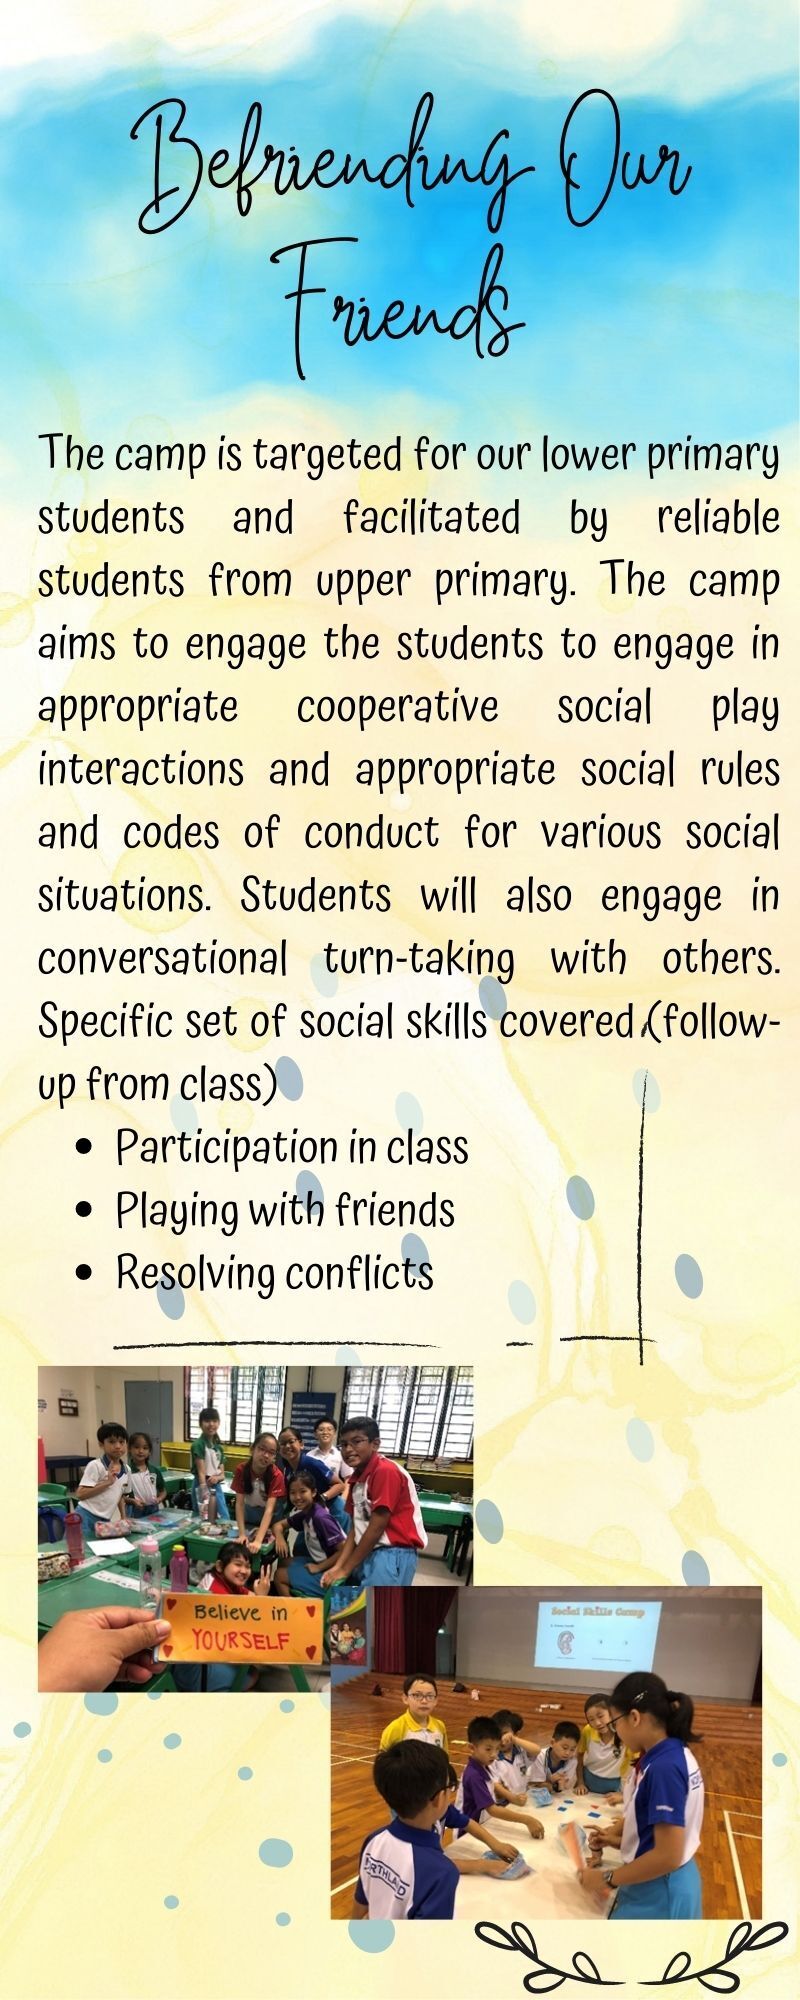 Befriending Our
Friends
The camp is targeted for our lower primary
students and facilitated by reliable
students from upper primary. The camp
aims to engage the students to engage in
appropriate cooperative social play
interactions and appropriate social rules
and codes of conduct for various social
situations. Students will also engage in
conversational turn-taking with others.
Specific set of social skills covered (follow-
up from class)
• Participation in class
• Playing with friends
• Resolving conflicts
Believe in
YOURSELF
Social Skills Camp